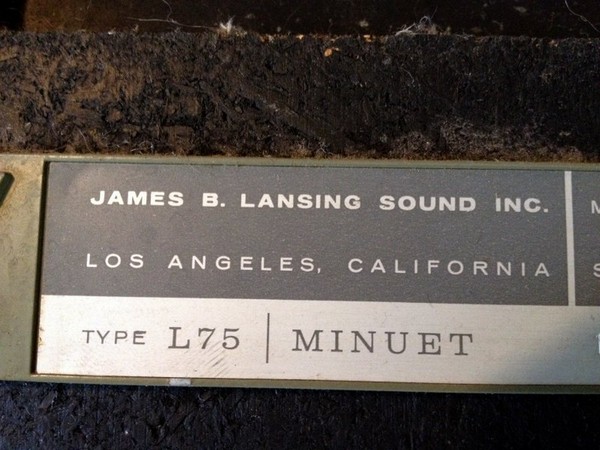 JAMES B. LANSING SOUND INC.
LOS ANGELES, CALIFORNIA
TYPE L75 | MINUET